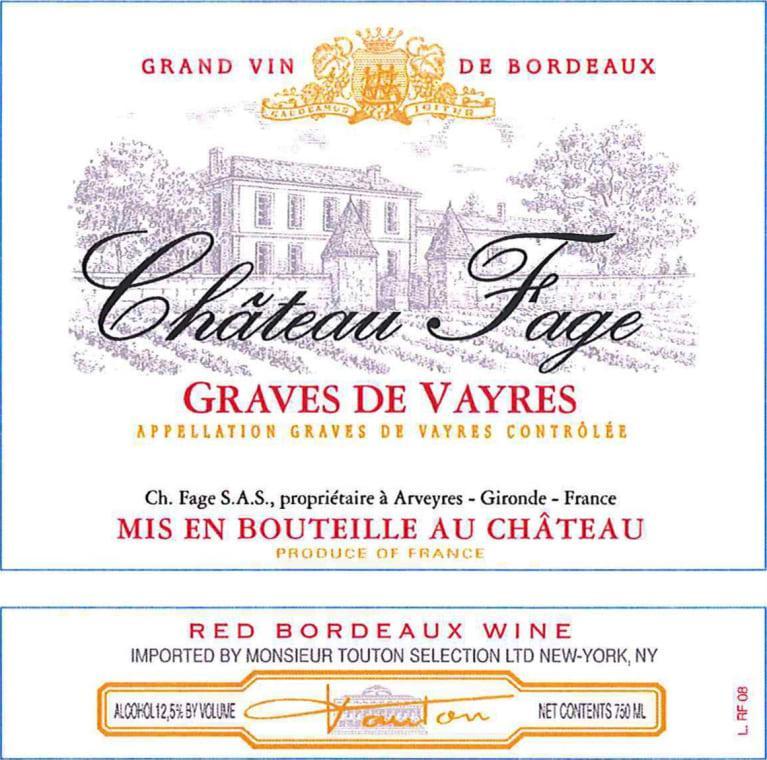 GRAND VIN DE BORDEAUX
GAUDEAMUS IGITUR
Château Fage
GRAVES DE VAYRES
APPELLATION GRAVES DE VAYRES CONTRÔLÉE
Ch. Fage S.A.S., propriétaire à Arveyres - Gironde - France
MIS EN BOUTEILLE AU CHÂTEAU
PRODUCE OF FRANCE
RED BORDEAUX WINE
IMPORTED BY MONSIEUR TOUTON SELECTION LTD NEW-YORK, NY
ALCOHOL 12,5% BY VOLUME Touton NET CONTENTS 750 ML
L. RF 08